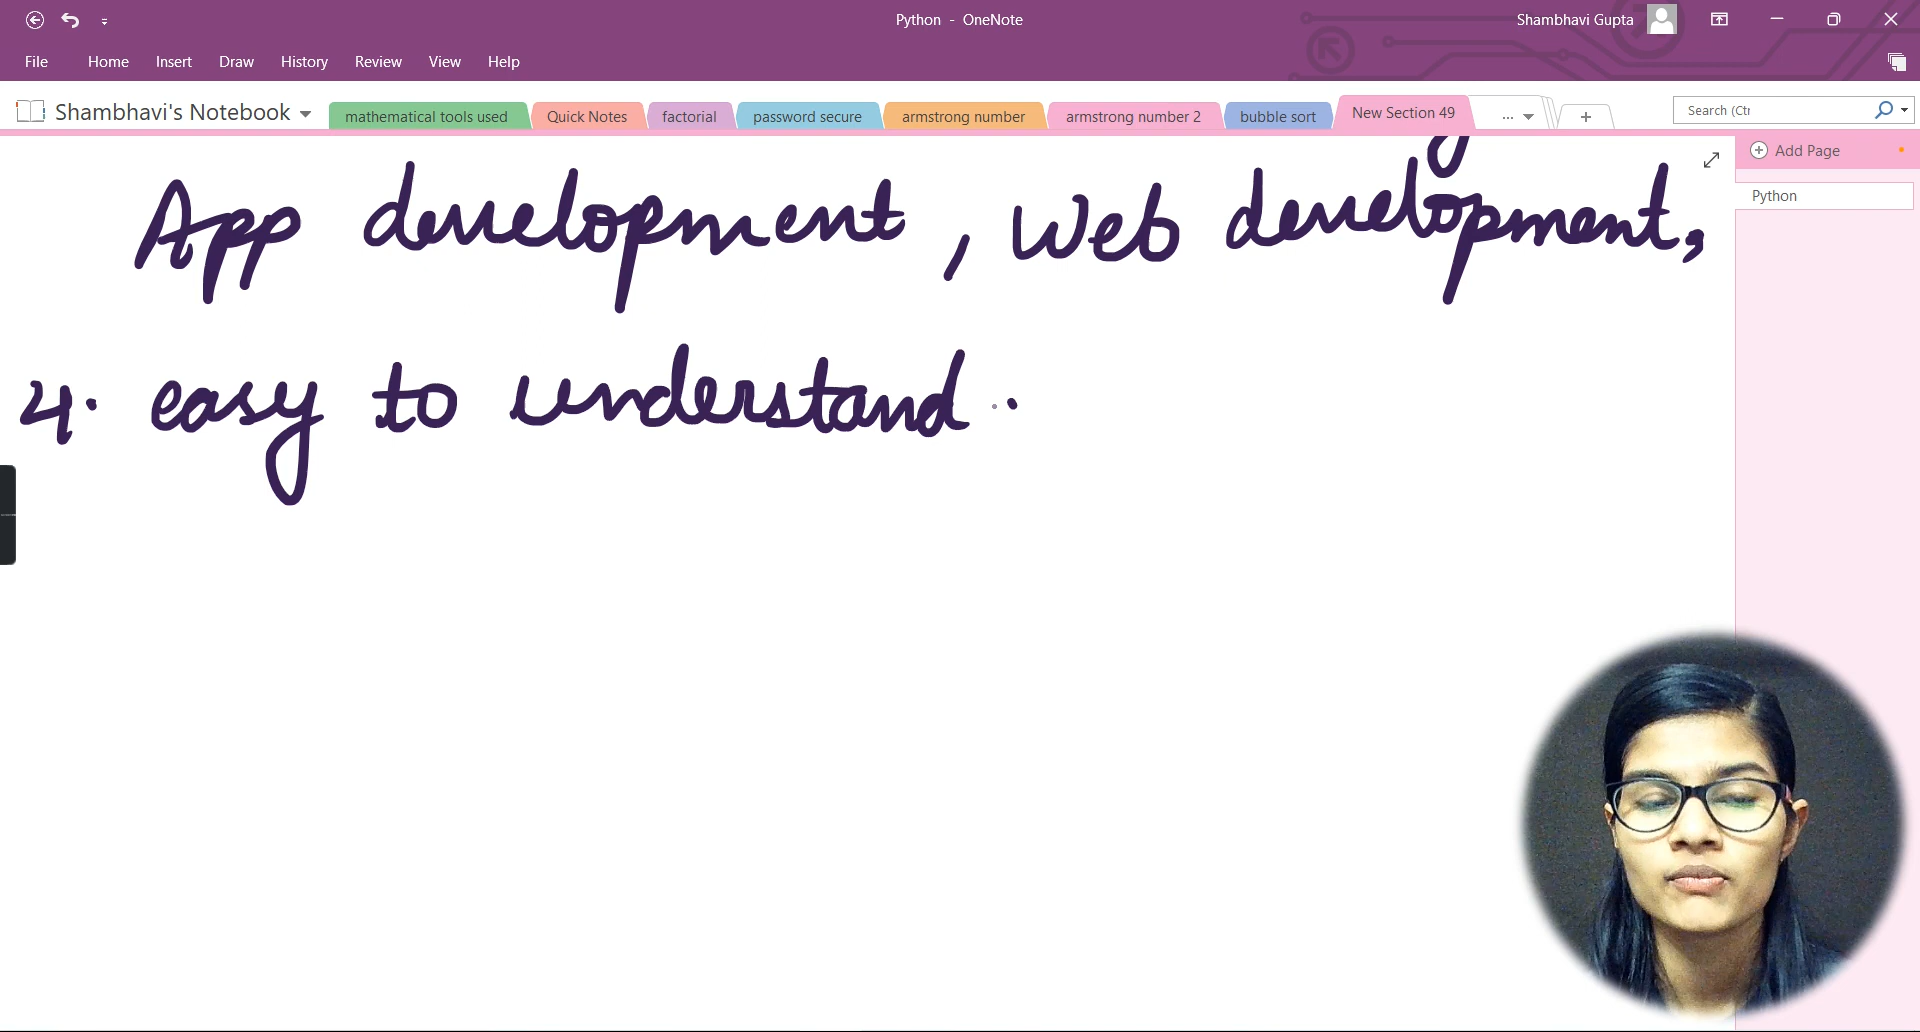 Python - OneNote
Shambhavi Gupta
File Home Insert Draw History Review View Help
Shambhavi's Notebook
mathematical tools used
Quick Notes
factorial
password secure
armstrong number
armstrong number 2
bubble sort
New Section 49
...
Search (Ctr
Add Page
Python
App development, Web development,
4. easy to understand.